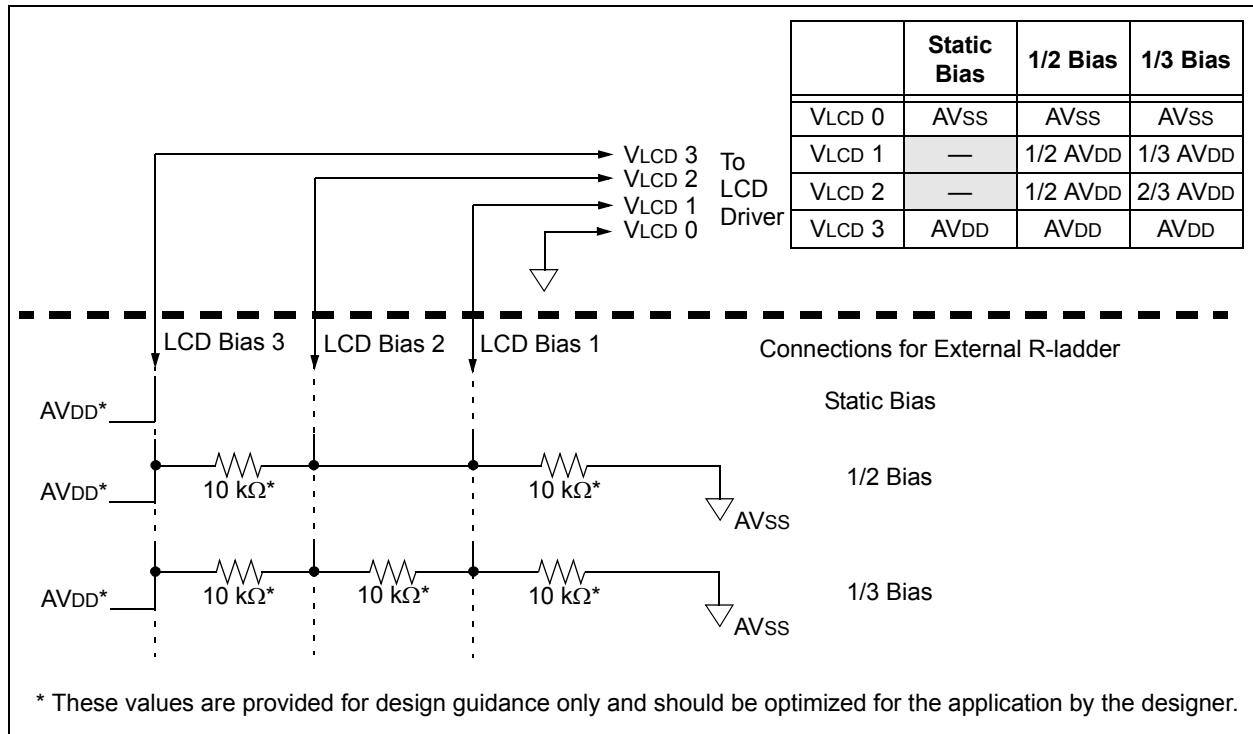 Static Bias | 1/2 Bias | 1/3 Bias
VLCD 0 | AVSS | AVSS | AVSS
VLCD 1 | — | 1/2 AVDD | 1/3 AVDD
VLCD 2 | — | 1/2 AVDD | 2/3 AVDD
VLCD 3 | AVDD | AVDD | AVDD
VLCD 3
VLCD 2
VLCD 1
VLCD 0
To
LCD
Driver
LCD Bias 3
LCD Bias 2
LCD Bias 1
Connections for External R-ladder
AVDD*
Static Bias
AVDD*
10 kΩ*
10 kΩ*
AVSS
1/2 Bias
AVDD*
10 kΩ*
10 kΩ*
10 kΩ*
AVSS
1/3 Bias
* These values are provided for design guidance only and should be optimized for the application by the designer.